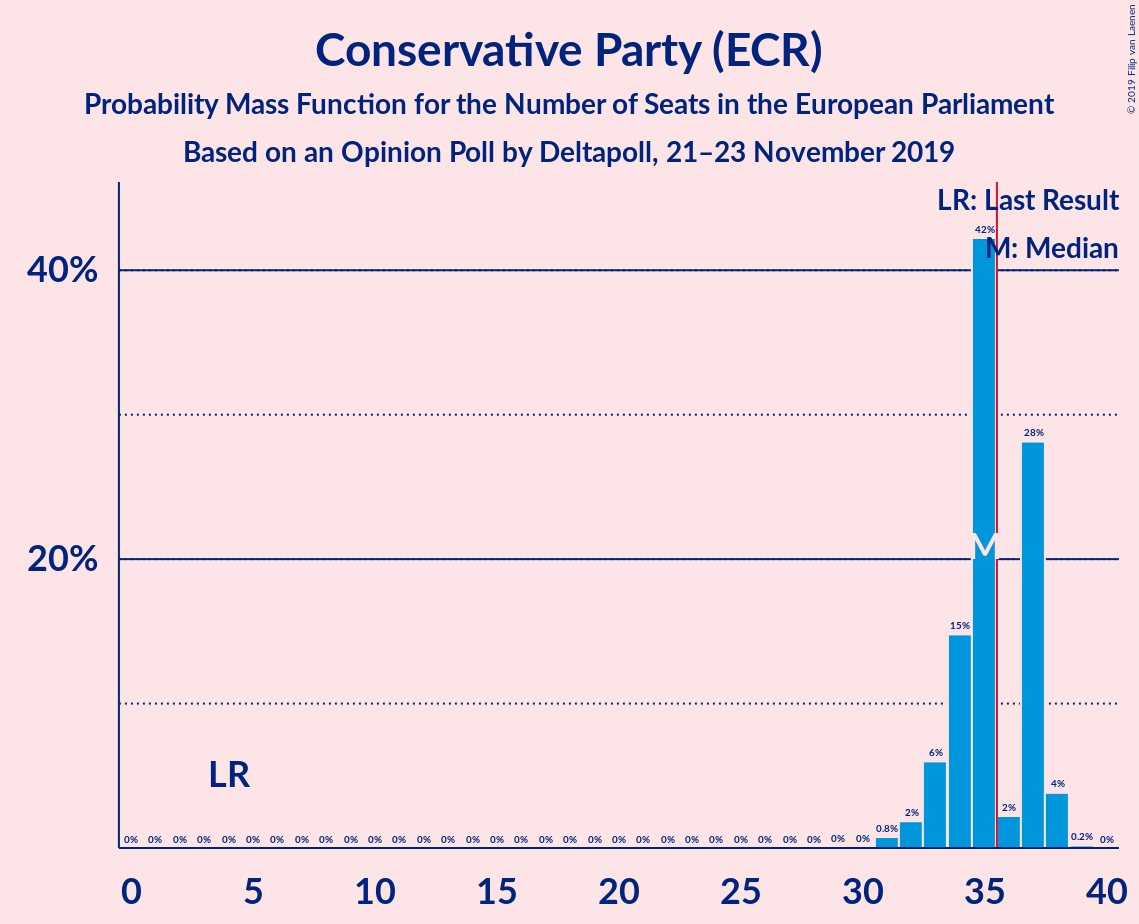 Conservative Party (ECR)
Probability Mass Function for the Number of Seats in the European Parliament
Based on an Opinion Poll by Deltapoll, 21–23 November 2019
© 2019 Filip van Laenen
LR: Last Result
M: Median
40%
20%
42%
28%
15%
6%
4%
2%
2%
0.8%
0.2%
M
LR
0% 0% 0% 0% 0% 0% 0% 0% 0% 0% 0% 0% 0% 0% 0% 0% 0% 0% 0% 0% 0% 0% 0% 0% 0% 0% 0% 0% 0% 0% 0% 0%
0 5 10 15 20 25 30 35 40